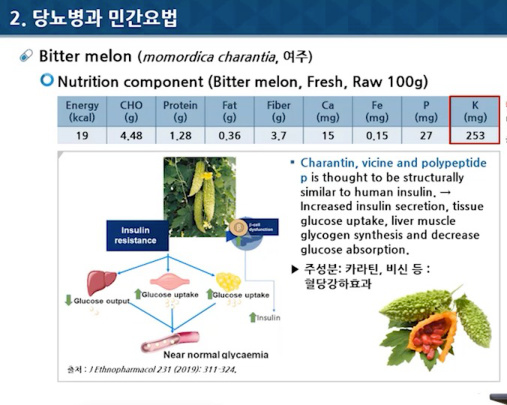 2. 당뇨병과 민간요법
Bitter melon (momordica charantia, 여주)
Nutrition component (Bitter melon, Fresh, Raw 100g)
Energy (kcal) CHO (g) Protein (g) Fat (g) Fiber (g) Ca (mg) Fe (mg) P (mg) K (mg)
19 4.48 1.28 0.36 3.7 15 0.15 27 253
Insulin
resistance
β-cell
dysfunction
Glucose output
Glucose uptake
Glucose uptake
Insulin
Near normal glycaemia
출처 : J Ethnopharmacol 231 (2019): 311-324.
• Charantin, vicine and polypeptide
p is thought to be structurally
similar to human insulin. →
Increased insulin secretion, tissue
glucose uptake, liver muscle
glycogen synthesis and decrease
glucose absorption.
▶ 주성분: 카라틴, 비신 등 :
혈당강하효과